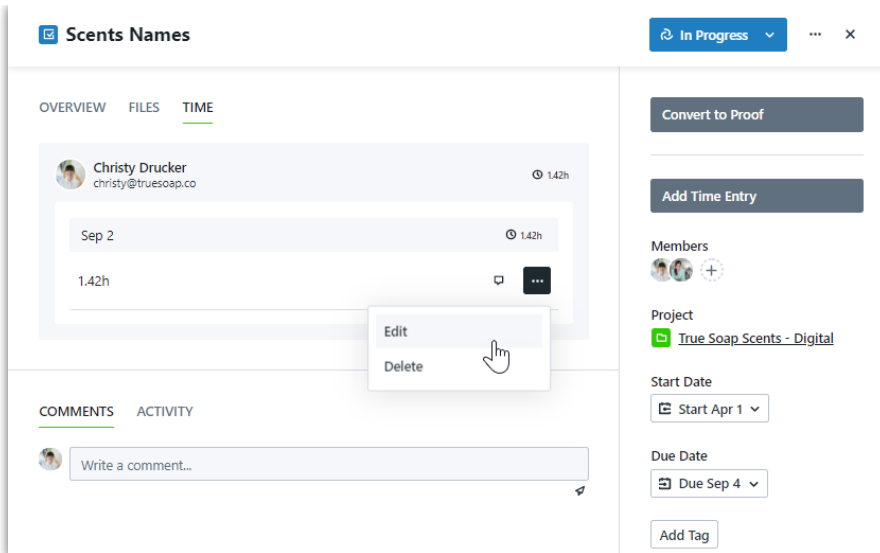 Scents Names
In Progress
OVERVIEW FILES TIME
Christy Drucker
christy@truesoap.co
1.42h
Sep 2
1.42h
1.42h
Edit
Delete
COMMENTS ACTIVITY
Write a comment...
Convert to Proof
Add Time Entry
Members
Project
True Soap Scents - Digital
Start Date
Start Apr 1
Due Date
Due Sep 4
Add Tag